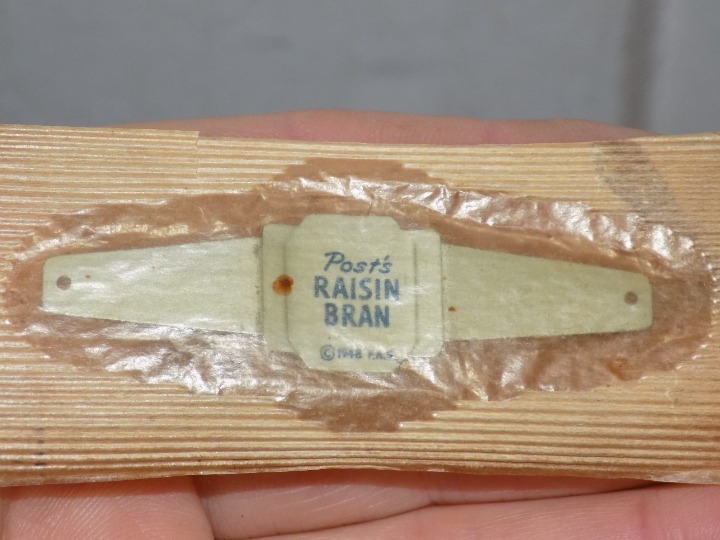 Post's
RAISIN
BRAN
© 1948 F.A.S.